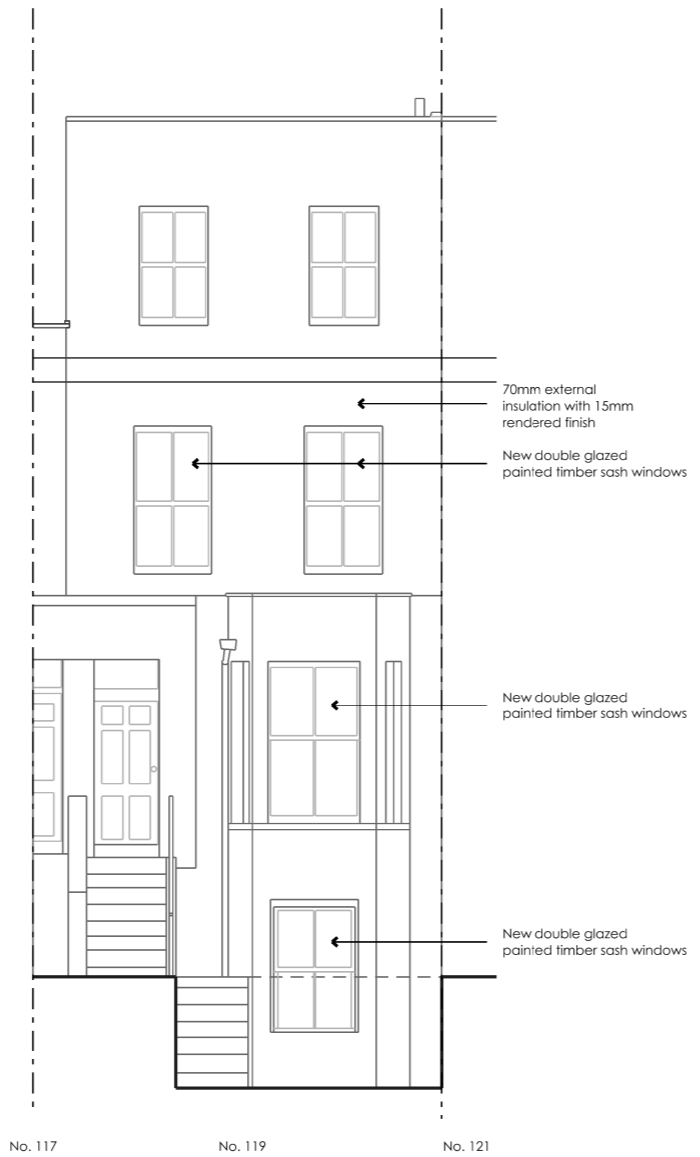 70mm external
insulation with 15mm
rendered finish
New double glazed
painted timber sash windows
New double glazed
painted timber sash windows
New double glazed
painted timber sash windows
No. 117
No. 119
No. 121